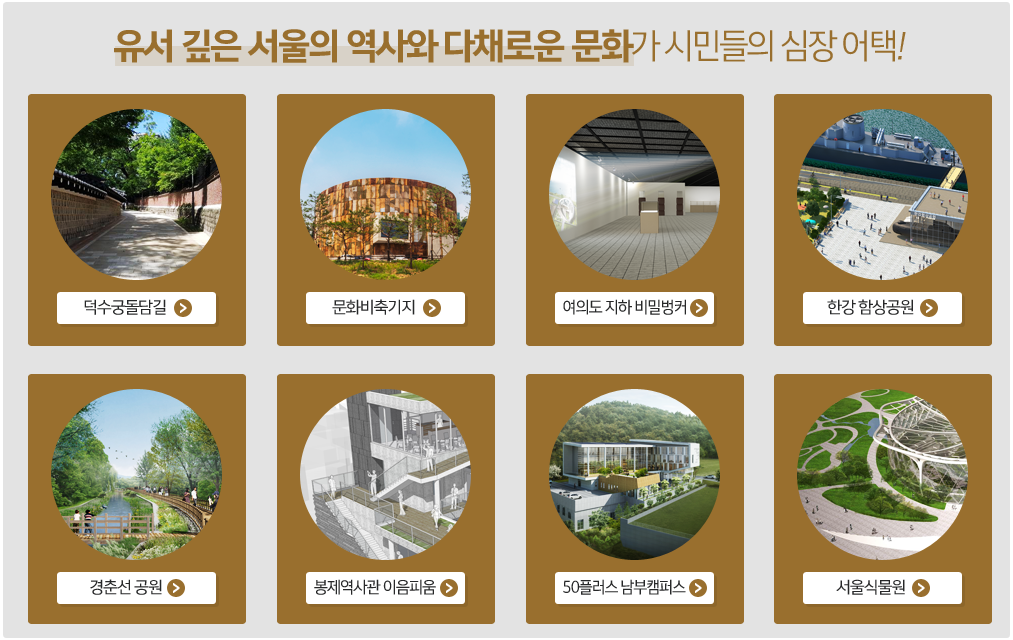 유서 깊은 서울의 역사와 다채로운 문화가 시민들의 심장 어택!
덕수궁돌담길
문화비축기지
여의도 지하 비밀벙커
한강 함상공원
경춘선 공원
봉제역사관 이음피움
50플러스 남부캠퍼스
서울식물원